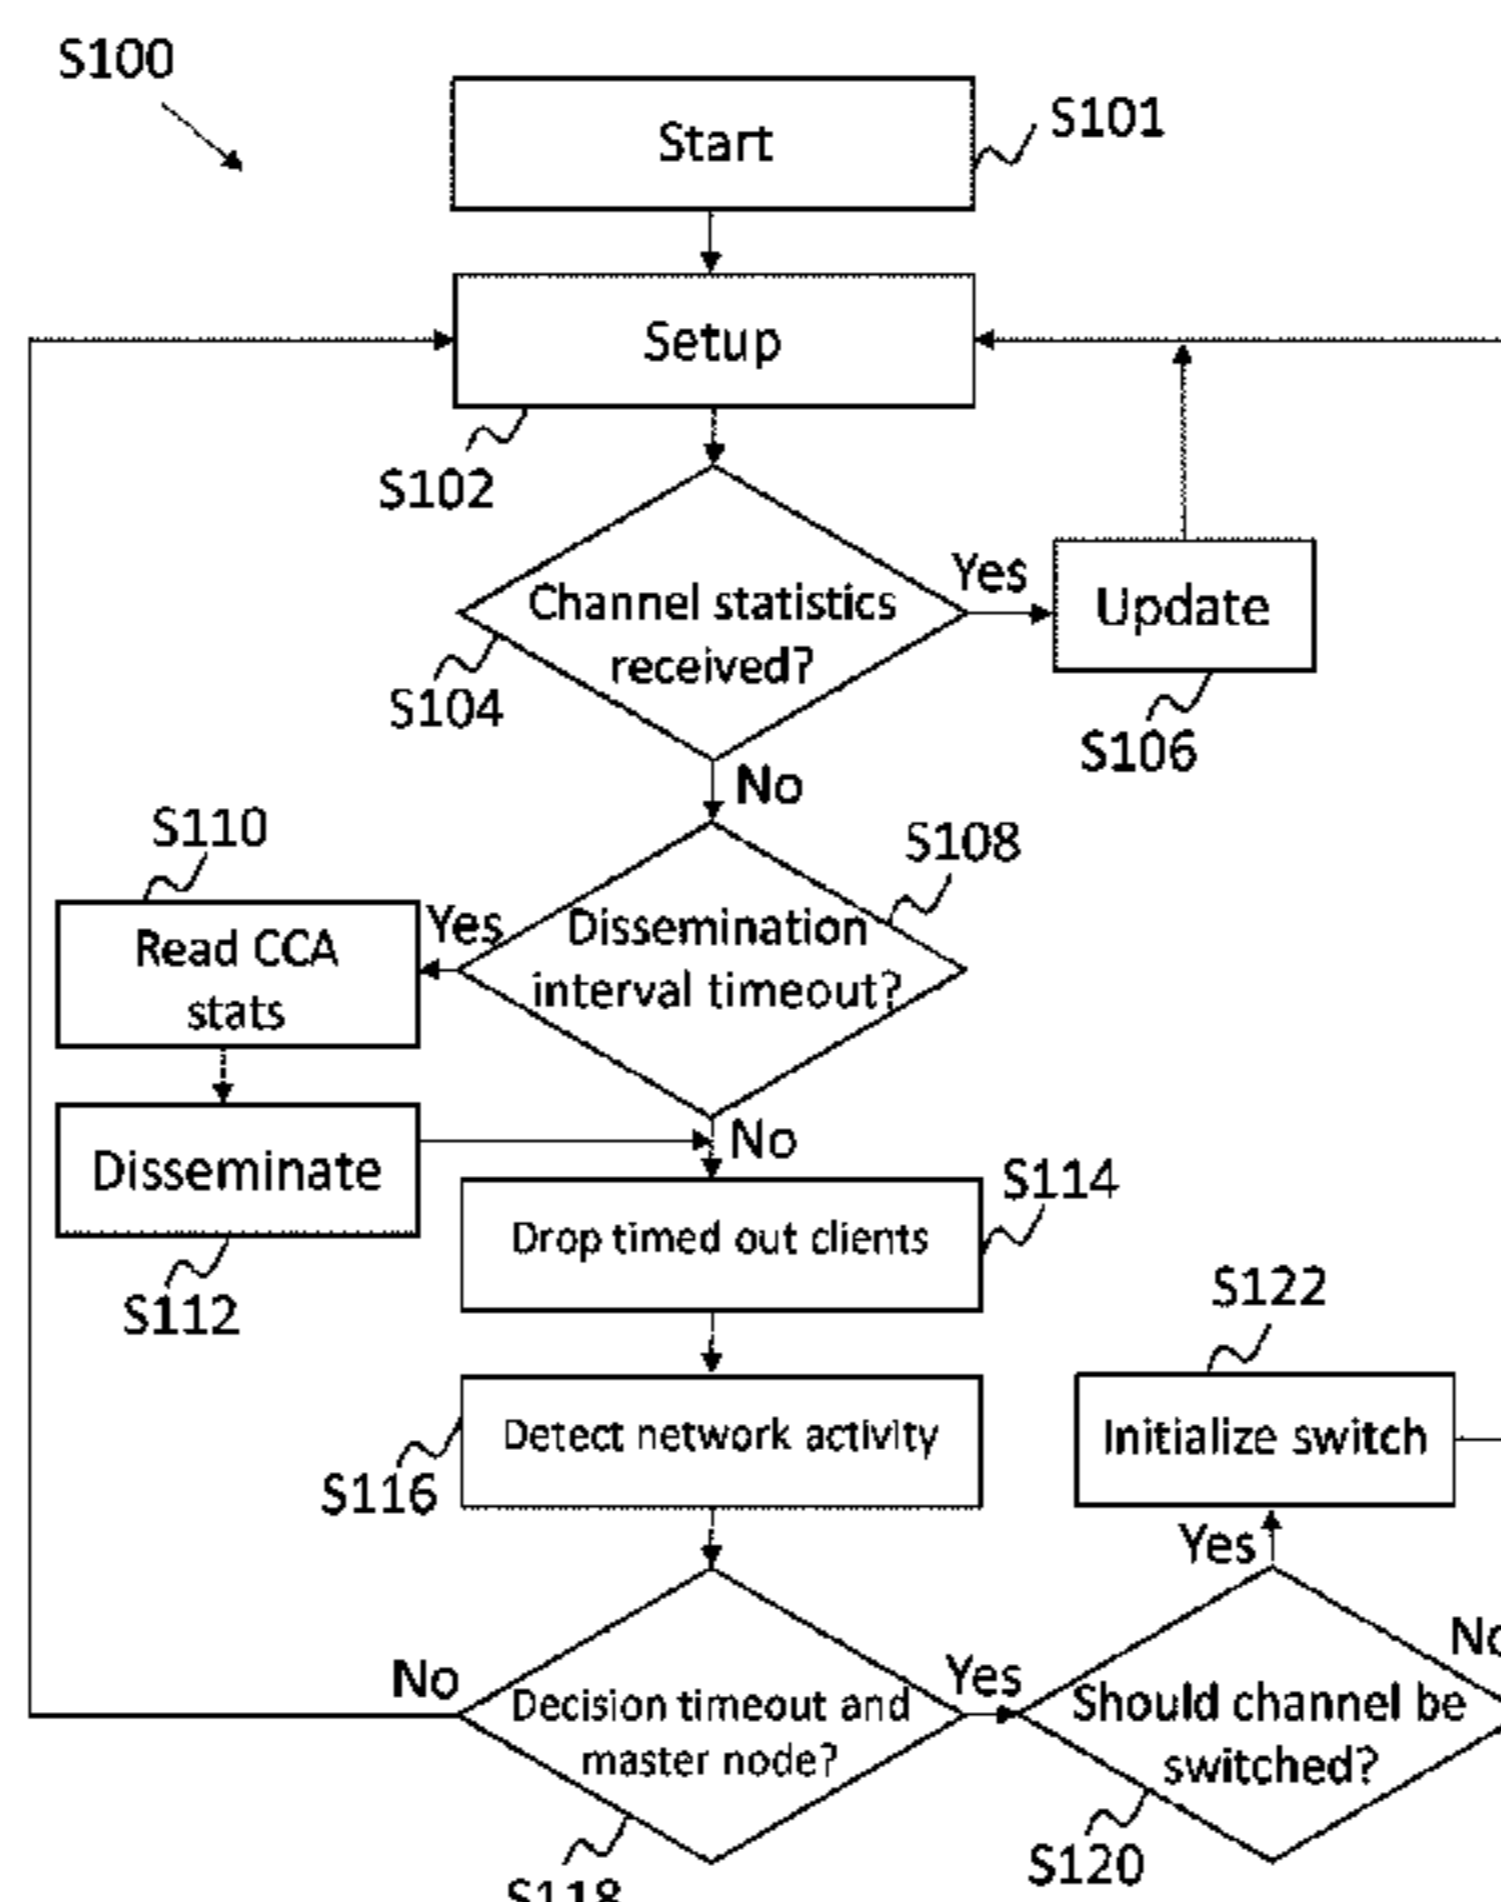 S100
Start
S101
Setup
S102
Channel statistics
received?
S104
Yes
Update
S106
No
S108
Dissemination
interval timeout?
Yes
S110
Read CCA
stats
Disseminate
S112
No
Drop timed out clients
S114
Detect network activity
S116
Decision timeout and
master node?
S118
No
Yes
Should channel be
switched?
S120
Yes
No
Initialize switch
S122